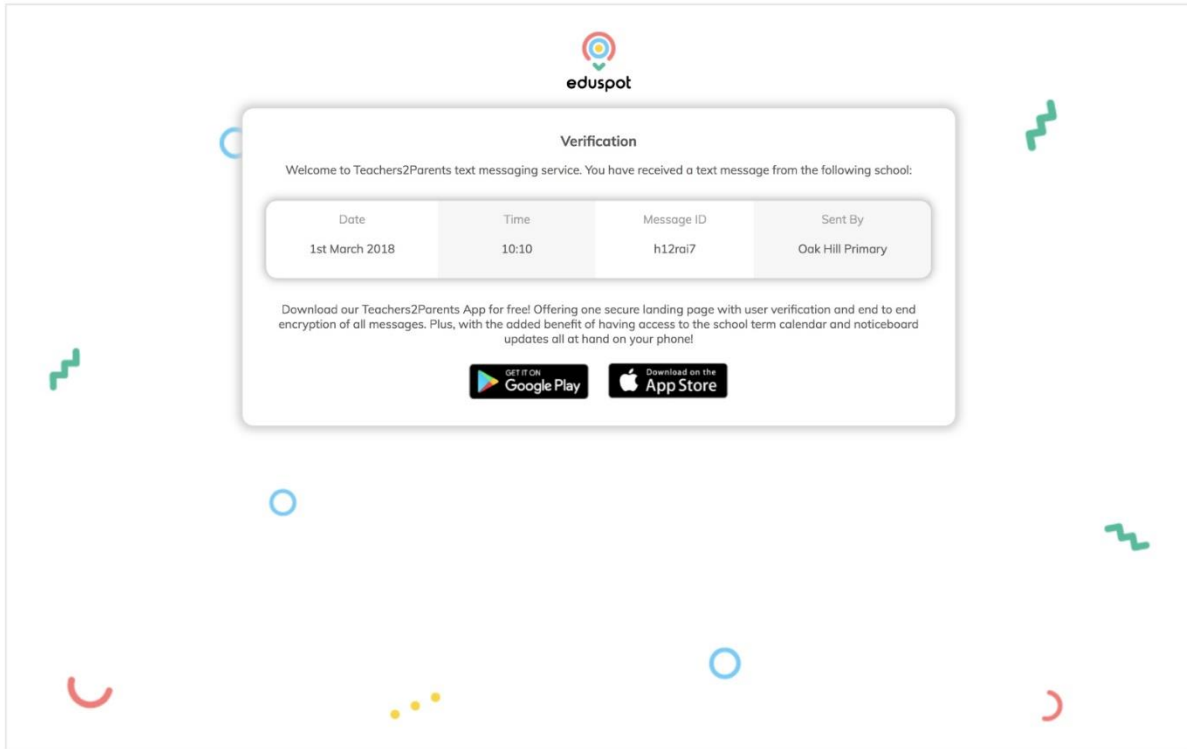 eduspot
Verification
Welcome to Teachers2Parents text messaging service. You have received a text message from the following school:
Date Time Message ID Sent By
1st March 2018 10:10 h12rai7 Oak Hill Primary
Download our Teachers2Parents App for free! Offering one secure landing page with user verification and end to end
encryption of all messages. Plus, with the added benefit of having access to the school term calendar and noticeboard
updates all at hand on your phone!
GET IT ON Download on the
Google Play App Store